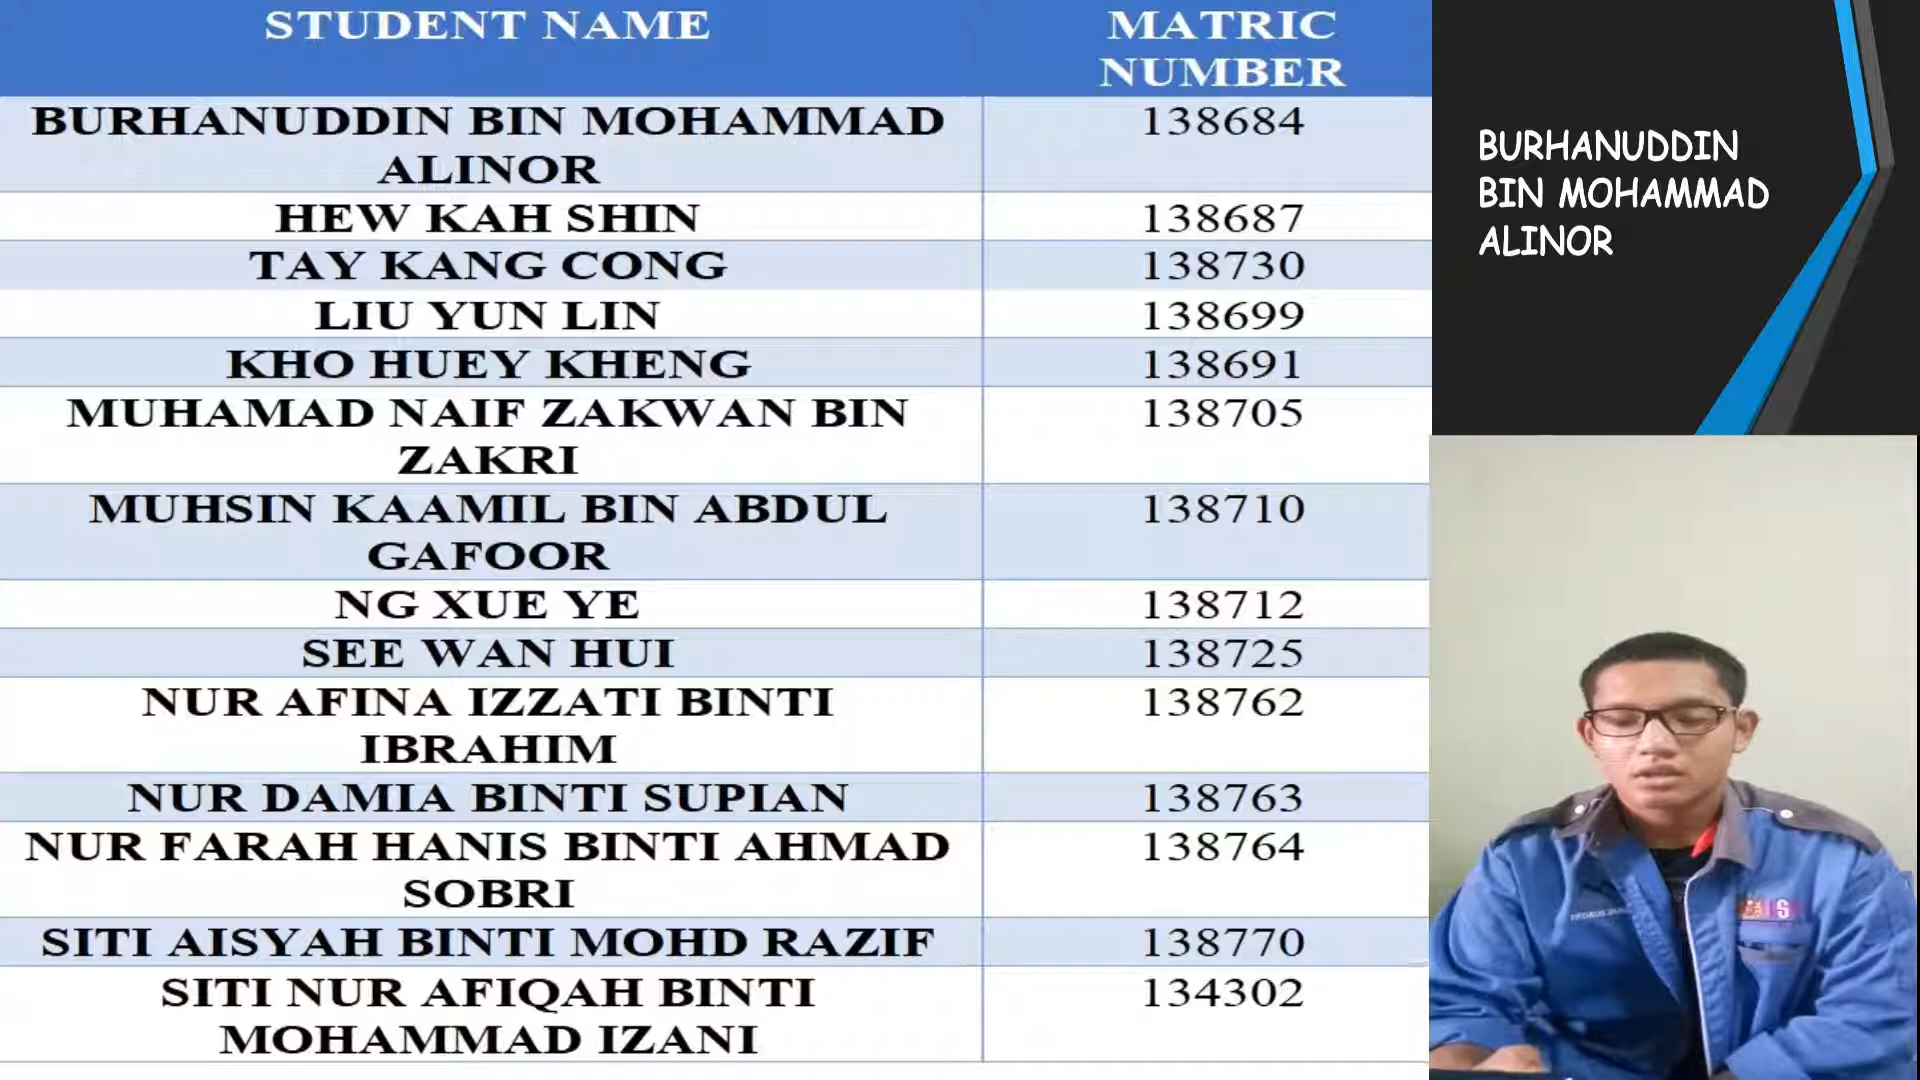 STUDENT NAME
MATRIC
NUMBER
BURHANUDDIN BIN MOHAMMAD
ALINOR
138684
HEW KAH SHIN
138687
TAY KANG CONG
138730
LIU YUN LIN
138699
KHO HUEY KHENG
138691
MUHAMAD NAIF ZAKWAN BIN
ZAKRI
138705
MUHSIN KAAMIL BIN ABDUL
GAFOOR
138710
NG XUE YE
138712
SEE WAN HUI
138725
NUR AFINA IZZATI BINTI
IBRAHIM
138762
NUR DAMIA BINTI SUPIAN
138763
NUR FARAH HANIS BINTI AHMAD
SOBRI
138764
SITI AISYAH BINTI MOHD RAZIF
138770
SITI NUR AFIQAH BINTI
MOHAMMAD IZANI
134302
BURHANUDDIN
BIN MOHAMMAD
ALINOR